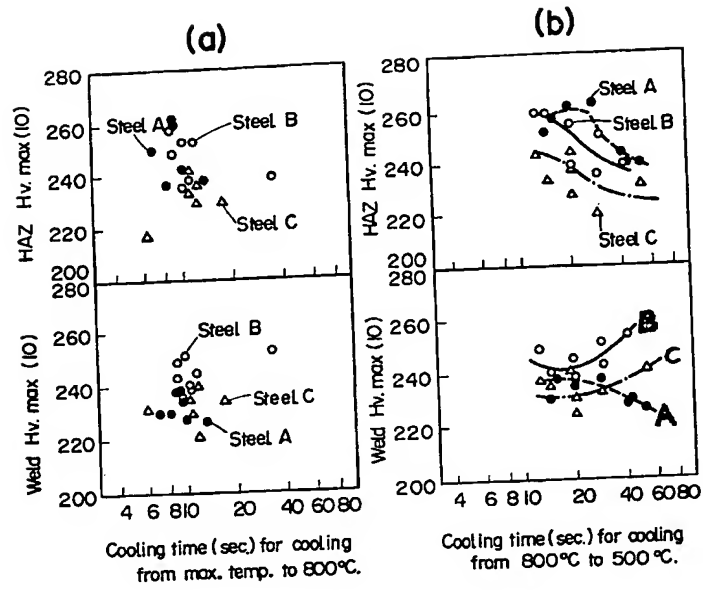 (a)
(b)
280
260
240
220
200
HAZ Hv. max (10)
Steel A
Steel B
Steel C
280
260
240
220
200
HAZ Hv. max (10)
Steel A
Steel B
Steel C
280
260
240
220
200
Weld Hv. max (10)
Steel B
Steel C
Steel A
4 6 8 10 20 40 60 80
Cooling time (sec.) for cooling
from max. temp. to 800°C.
280
260
240
220
200
Weld Hv. max (10)
B
C
A
4 6 8 10 20 40 60 80
Cooling time (sec.) for cooling
from 800°C to 500°C.